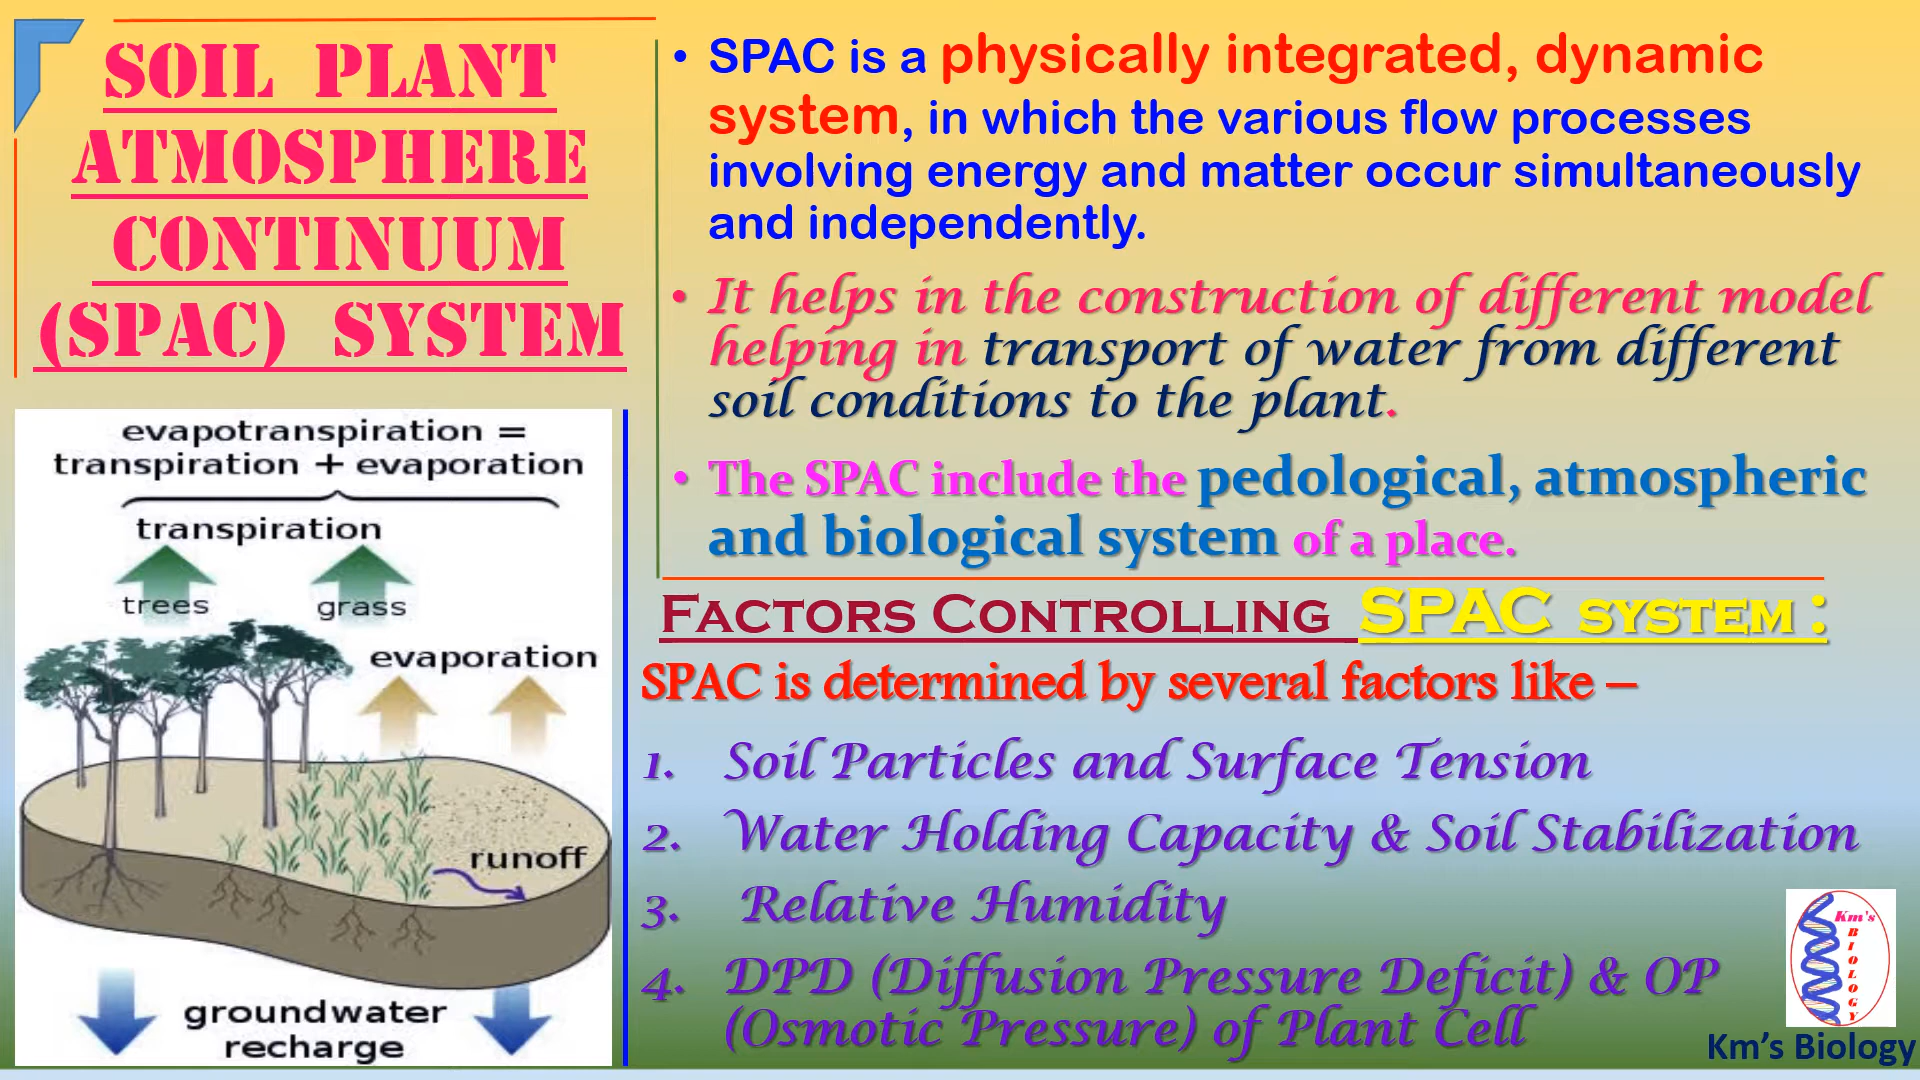 SOIL PLANT
ATMOSPHERE
CONTINUUM
(SPAC) SYSTEM
evapotranspiration =
transpiration + evaporation
transpiration
trees
grass
evaporation
runoff
groundwater
recharge
• SPAC is a physically integrated, dynamic
system, in which the various flow processes
involving energy and matter occur simultaneously
and independently.
• It helps in the construction of different model
helping in transport of water from different
soil conditions to the plant.
• The SPAC include the pedological, atmospheric
and biological system of a place.
FACTORS CONTROLLING SPAC SYSTEM :
SPAC is determined by several factors like –
1. Soil Particles and Surface Tension
2. Water Holding Capacity & Soil Stabilization
3. Relative Humidity
4. DPD (Diffusion Pressure Deficit) & OP
(Osmotic Pressure) of Plant Cell
Km's
BIOLOGY
Km's Biology